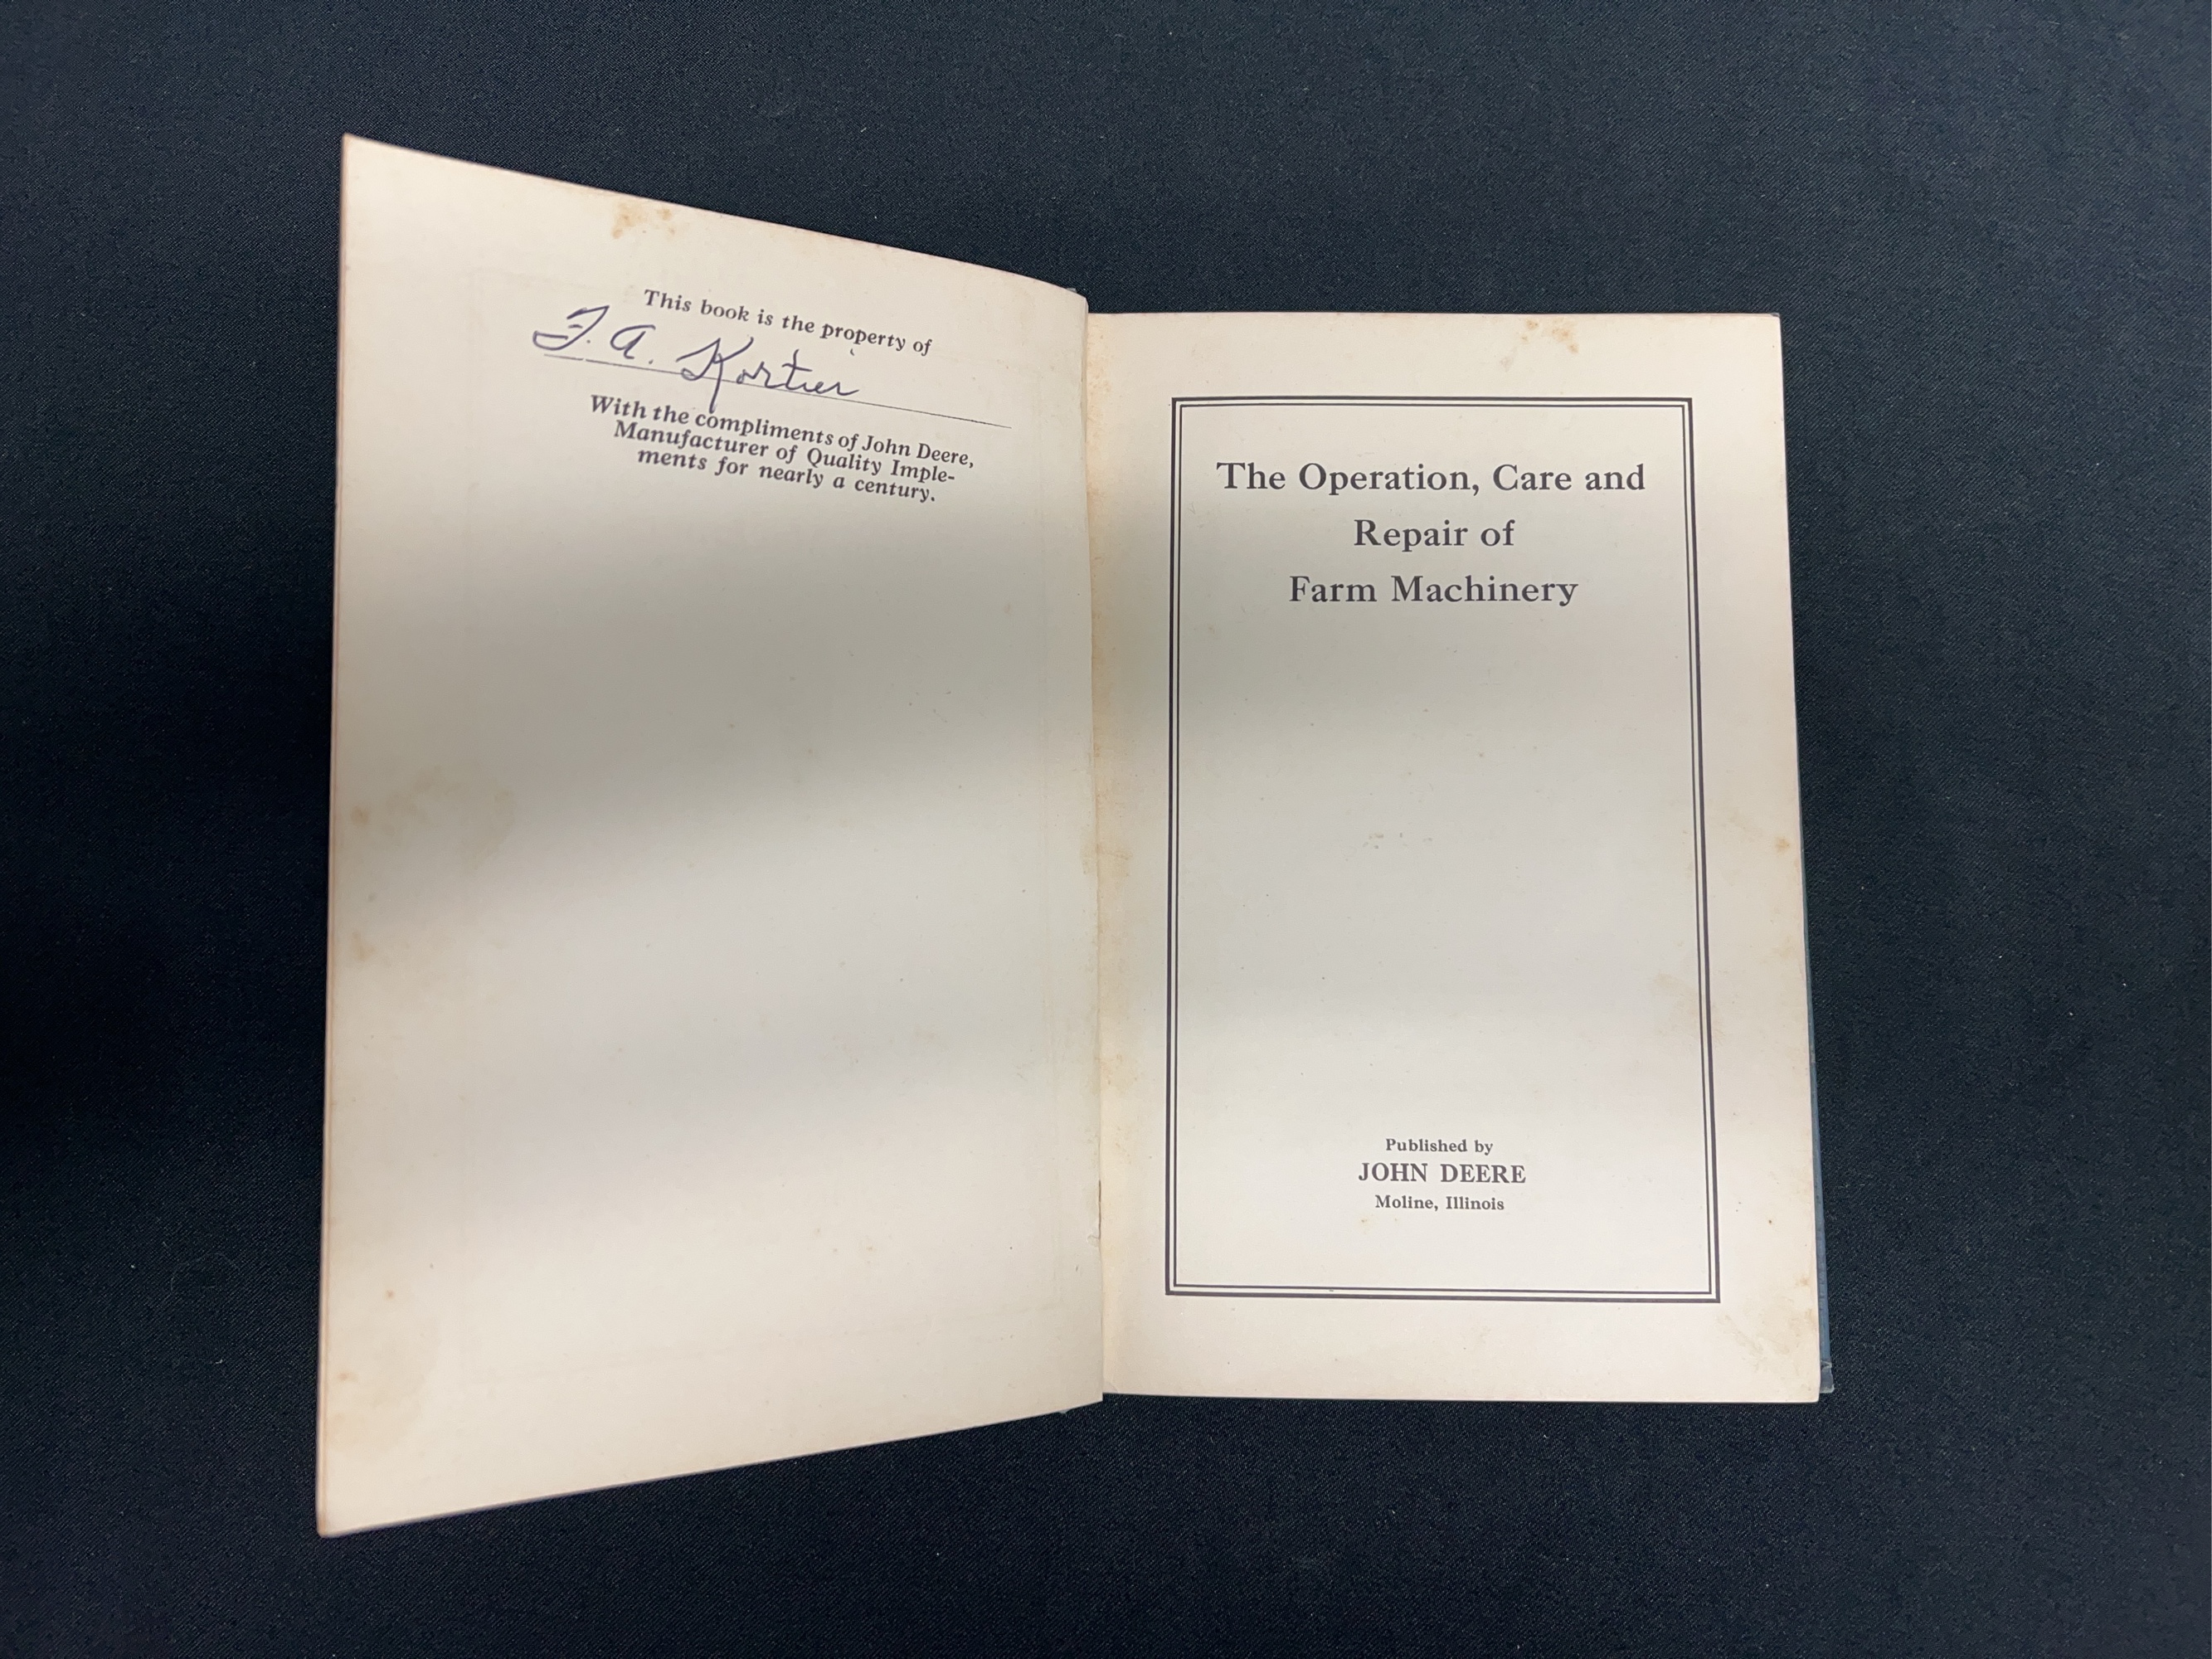 This book is the property of
F. A. Kortier
With the compliments of John Deere,
Manufacturer of Quality Imple-
ments for nearly a century.
The Operation, Care and
Repair of
Farm Machinery
Published by
JOHN DEERE
Moline, Illinois